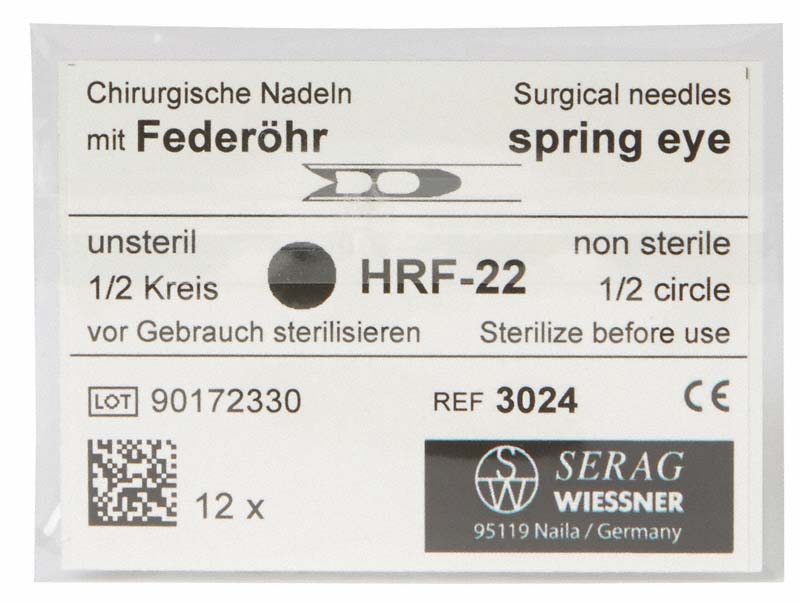 Chirurgische Nadeln
Surgical needles
mit Federöhr
spring eye
unsteril
non sterile
1/2 Kreis
HRF-22
1/2 circle
vor Gebrauch sterilisieren
Sterilize before use
LOT 90172330
REF 3024
CE
12 x
SW
SERAG
WIESSNER
95119 Naila / Germany